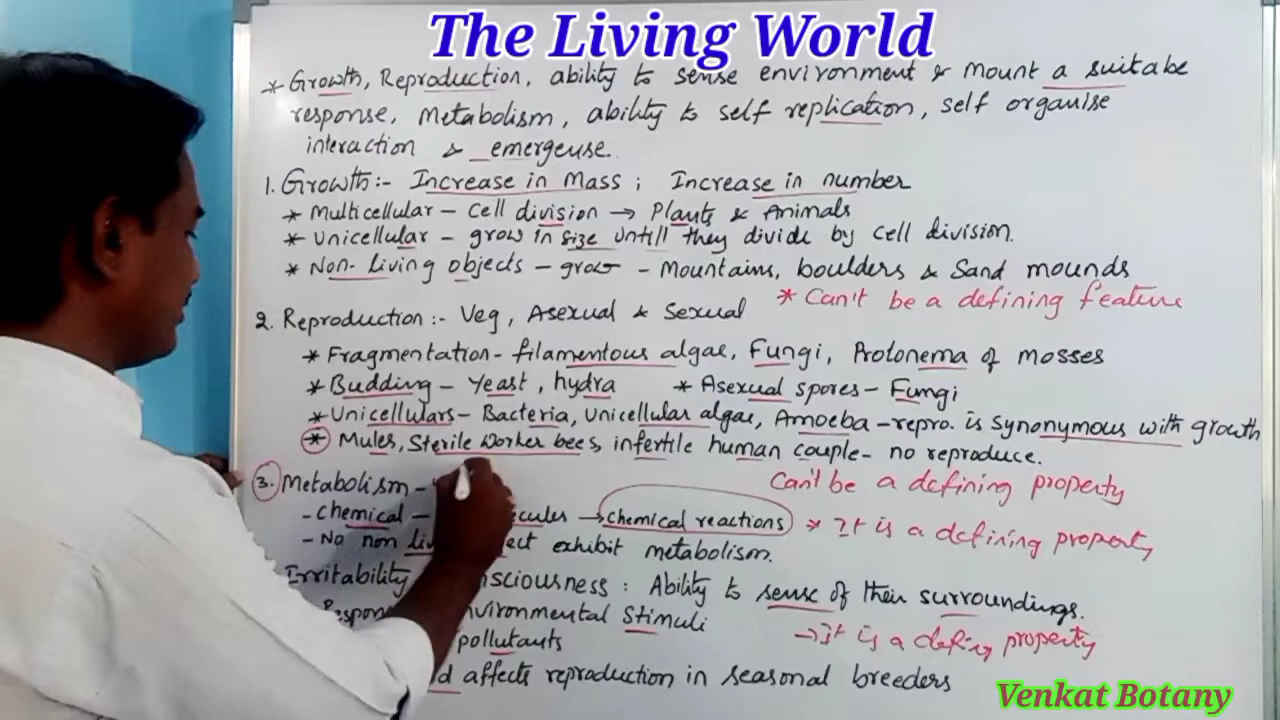 The Living World
* Growth, Reproduction, ability to sense environment & mount a suitabe
response, Metabolism, ability to self replication, self organise
interaction & emergeuse.
1. Growth:- Increase in Mass ; Increase in number
* Multicellular - cell division → Plants & Animals
* Unicellular - grow in size untill they divide by cell division.
* Non-Living objects - grow - Mountains, boulders & Sand mounds
* Can't be a defining feature
2. Reproduction:- Veg, Asexual & Sexual
* Fragmentation - filamentous algae, Fungi, Protonema of mosses
* Budding - Yeast, hydra * Asexual spores - Fungi
* Unicellulars - Bacteria, Unicellular algae, Amoeba - repro. is synonymous with growth
* Mules, Sterile worker bees, infertile human couple - no reproduce.
Can't be a defining property
3. Metabolism -
- chemical - → chemical reactions * It is a defining property
- No non exhibit metabolism.
Irritability : Ability to sense of their surroundings.
Stimuli
→ It is a defing property
pollutants
affects reproduction in seasonal breeders
Venkat Botany